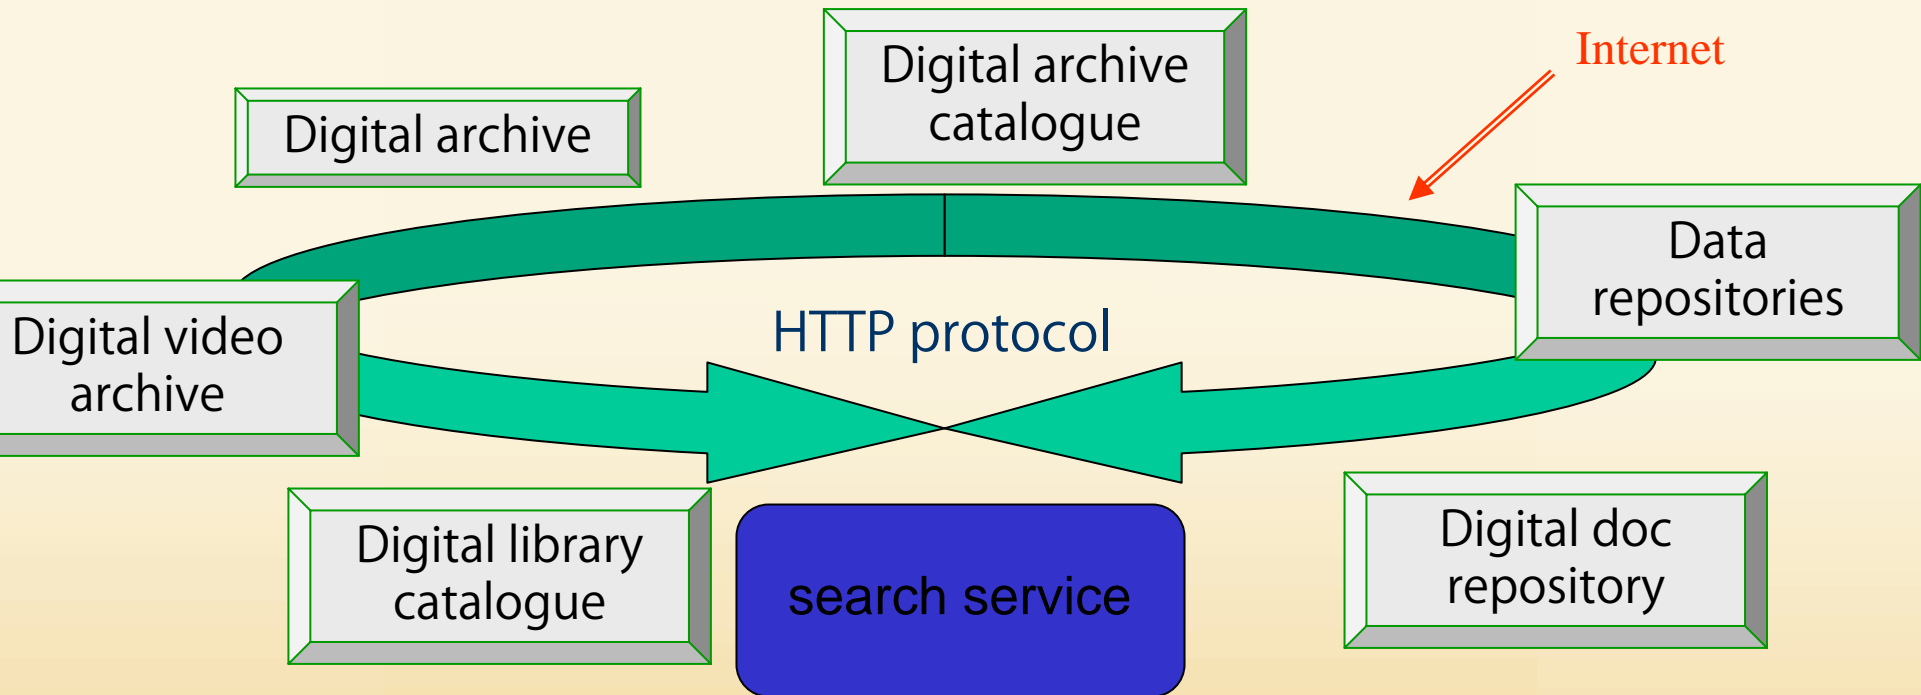 Internet
Digital archive
catalogue
Digital archive
Data
repositories
HTTP protocol
Digital video
archive
Digital library
catalogue
search service
Digital doc
repository